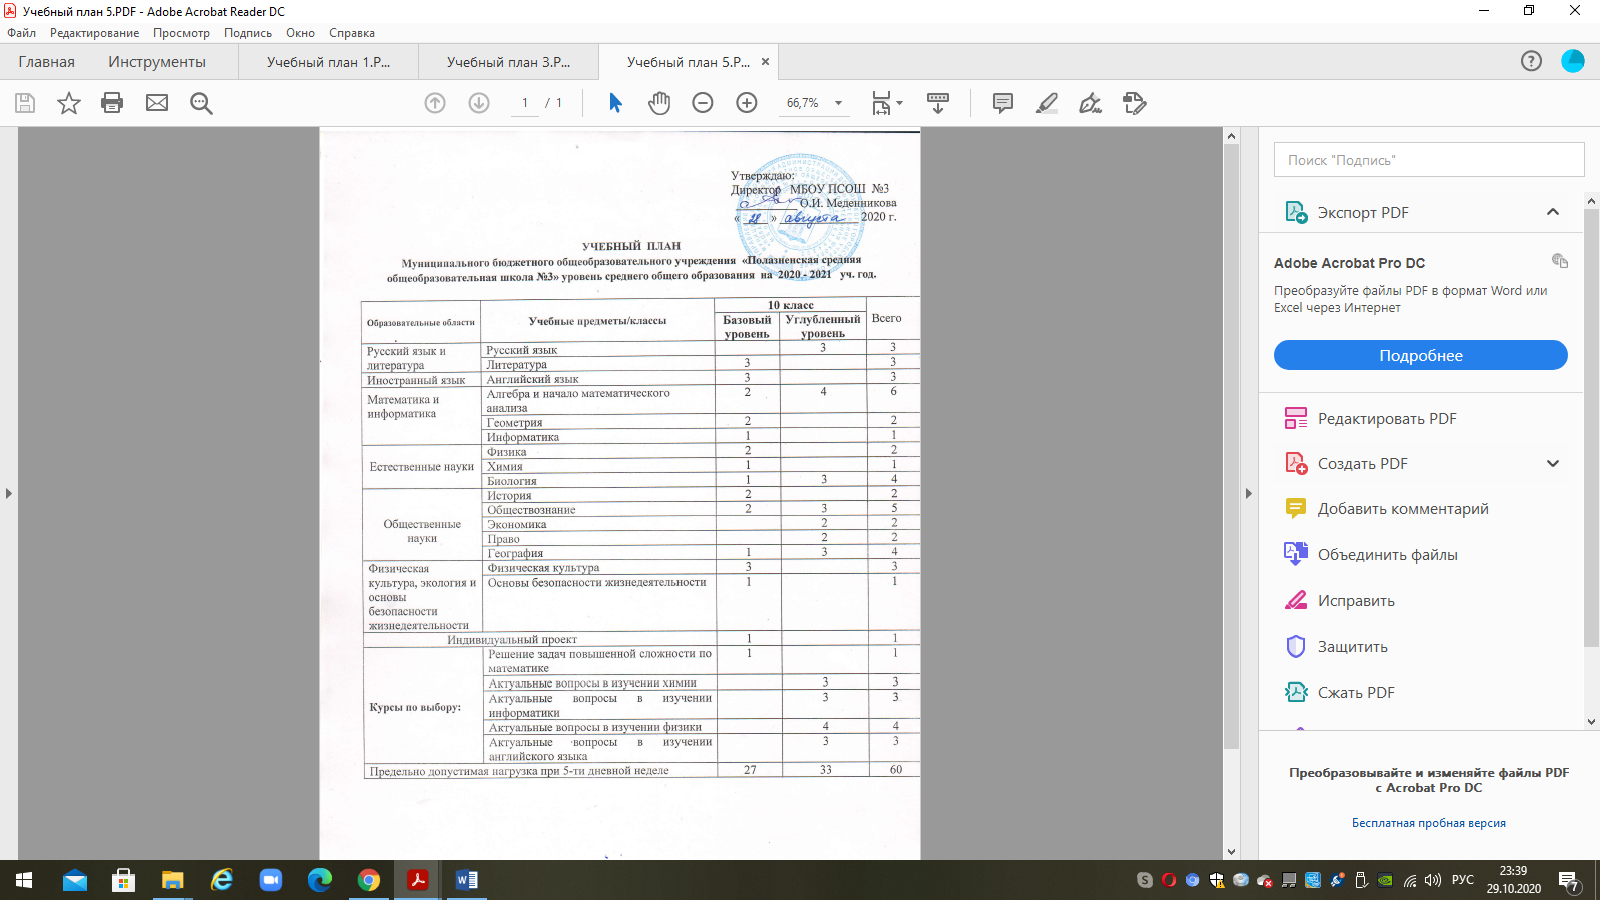 Учебный план 5.PDF - Adobe Acrobat Reader DC
Файл Редактирование Просмотр Подпись Окно Справка
Главная Инструменты Учебный план 1.P... Учебный план 3.P... Учебный план 5.P... ×
1 / 1 66,7%
Утверждаю:
Директор МБОУ ПСОШ №3
О.И. Меденникова
« 28 » августа 2020 г.
УЧЕБНЫЙ ПЛАН
Муниципального бюджетного общеобразовательного учреждения «Полазненская средняя
общеобразовательная школа №3» уровень среднего общего образования на 2020 - 2021 уч. год.
Образовательные области Учебные предметы/классы 10 класс Всего
Базовый уровень Углубленный уровень
Русский язык и литература Русский язык 3 3
Литература 3 3
Иностранный язык Английский язык 3 3
Математика и информатика Алгебра и начало математического анализа 2 4 6
Геометрия 2 2
Информатика 1 1
Естественные науки Физика 2 2
Химия 1 1
Биология 1 3 4
Общественные науки История 2 2
Обществознание 2 3 5
Экономика 2 2
Право 2 2
География 1 3 4
Физическая культура, экология и основы безопасности жизнедеятельности Физическая культура 3 3
Основы безопасности жизнедеятельности 1 1
Индивидуальный проект 1 1
Курсы по выбору: Решение задач повышенной сложности по математике 1 1
Актуальные вопросы в изучении химии 3 3
Актуальные вопросы в изучении информатики 3 3
Актуальные вопросы в изучении физики 4 4
Актуальные вопросы в изучении английского языка 3 3
Предельно допустимая нагрузка при 5-ти дневной неделе 27 33 60
Поиск "Подпись"
Экспорт PDF
Adobe Acrobat Pro DC
Преобразуйте файлы PDF в формат Word или
Excel через Интернет
Подробнее
Редактировать PDF
Создать PDF
Добавить комментарий
Объединить файлы
Исправить
Защитить
Сжать PDF
Преобразовывайте и изменяйте файлы PDF
с Acrobat Pro DC
Бесплатная пробная версия
РУС
23:39
29.10.2020
7